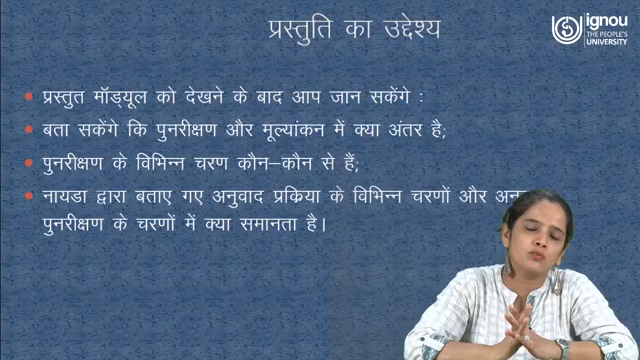 प्रस्तुति का उद्देश्य
ignou
THE PEOPLE'S
UNIVERSITY
प्रस्तुत मॉड्यूल को देखने के बाद आप जान सकेंगे :
बता सकेंगे कि पुनरीक्षण और मूल्यांकन में क्या अंतर है;
पुनरीक्षण के विभिन्न चरण कौन–कौन से हैं;
नायडा द्वारा बताए गए अनुवाद प्रक्रिया के विभिन्न चरणों और
पुनरीक्षण के चरणों में क्या समानता है।